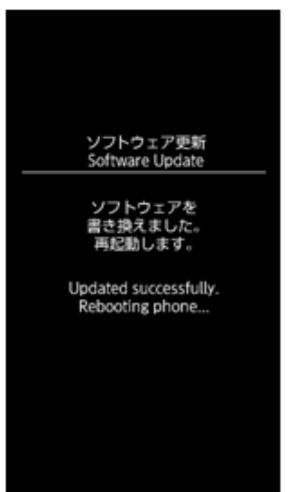 ソフトウェア更新
Software Update
ソフトウェアを
書き換えました。
再起動します。
Updated successfully.
Rebooting phone...